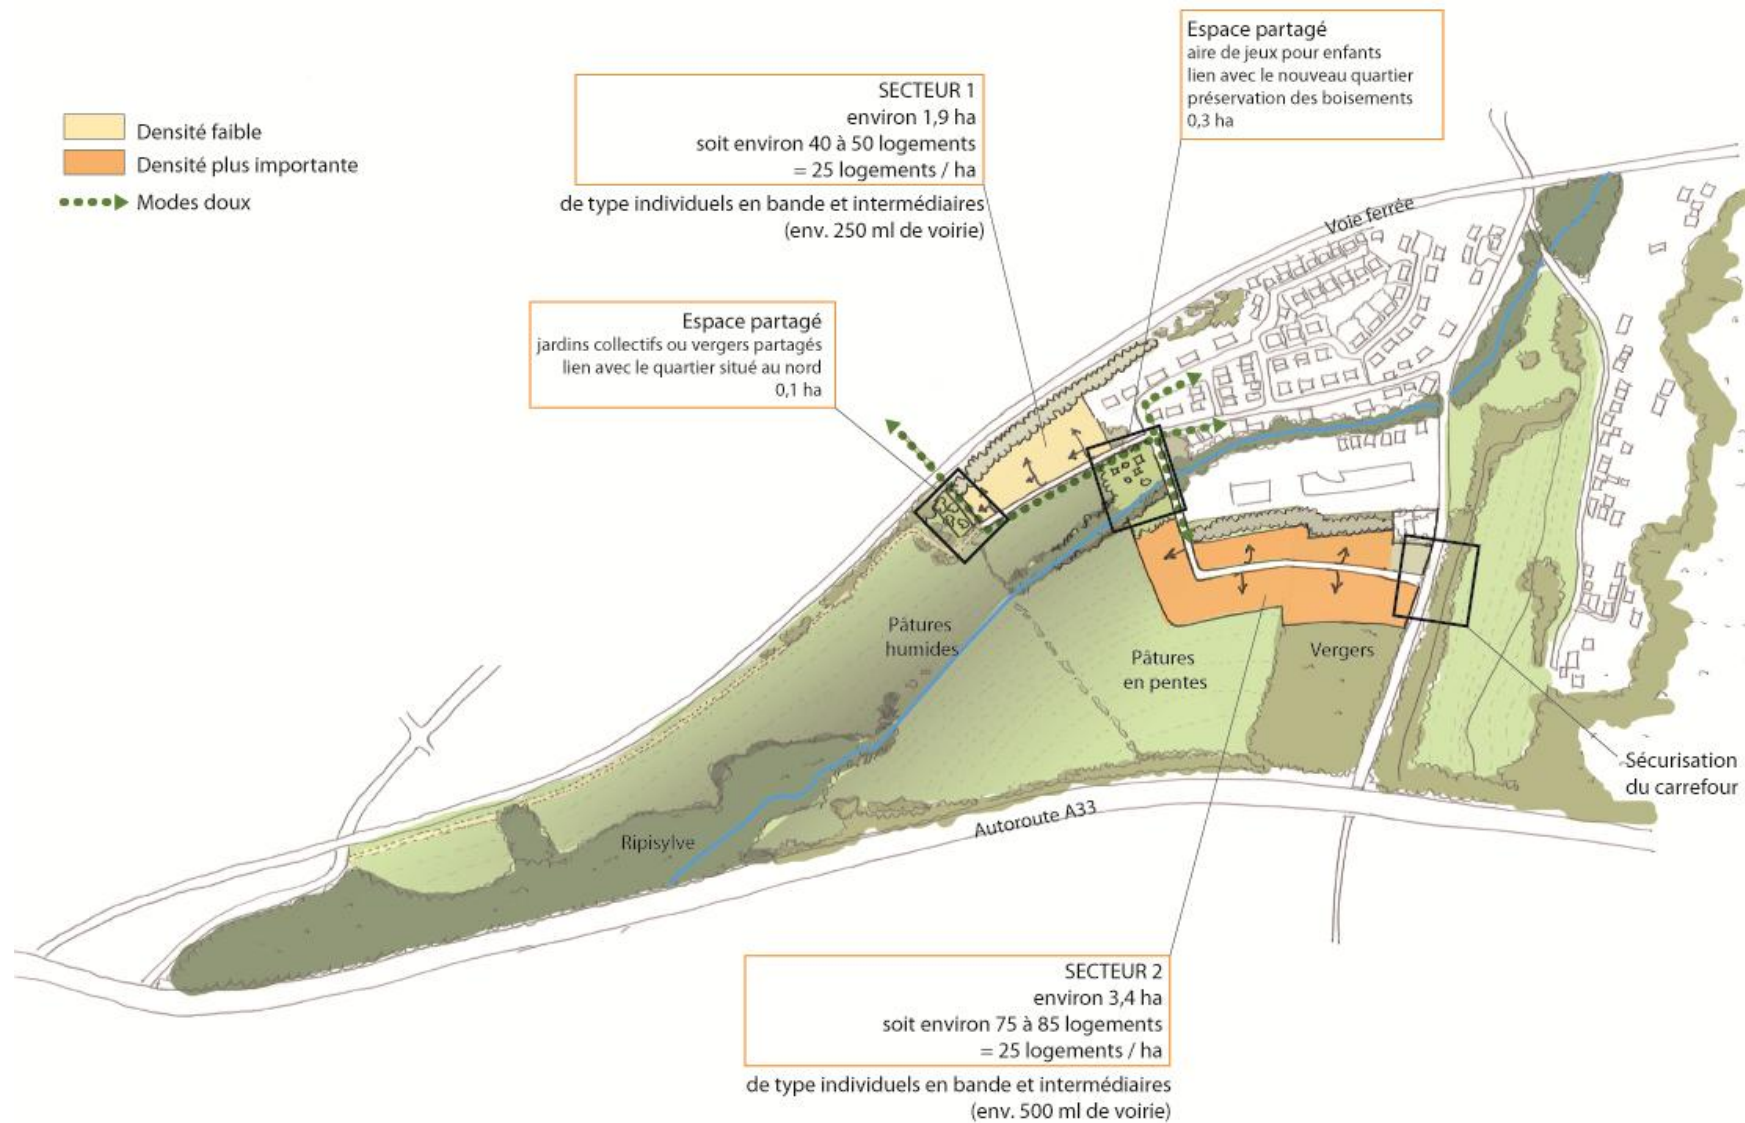 Espace partagé
aire de jeux pour enfants
lien avec le nouveau quartier
préservation des boisements
0,3 ha
SECTEUR 1
environ 1,9 ha
soit environ 40 à 50 logements
= 25 logements / ha
de type individuels en bande et intermédiaires
(env. 250 ml de voirie)
Densité faible
Densité plus importante
Modes doux
Voie ferrée
Espace partagé
jardins collectifs ou vergers partagés
lien avec le quartier situé au nord
0,1 ha
Pâtures
humides
Pâtures
en pentes
Vergers
Sécurisation
du carrefour
Ripisylve
Autoroute A33
SECTEUR 2
environ 3,4 ha
soit environ 75 à 85 logements
= 25 logements / ha
de type individuels en bande et intermédiaires
(env. 500 ml de voirie)